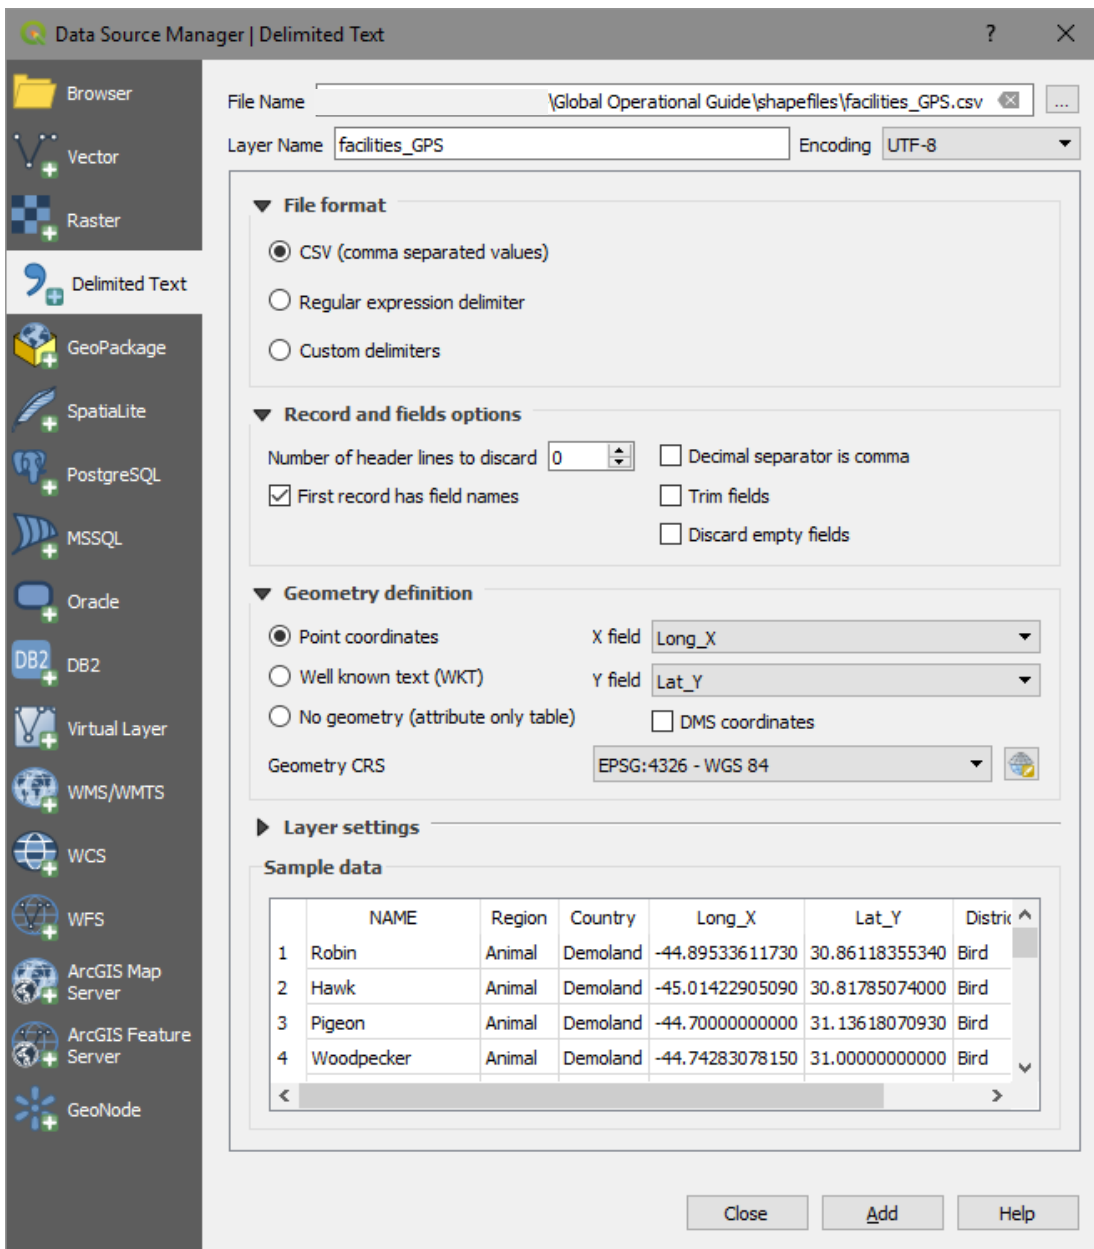 Data Source Manager | Delimited Text ?
Browser
Vector
Raster
Delimited Text
GeoPackage
SpatiaLite
PostgreSQL
MSSQL
Oracle
DB2 DB2
Virtual Layer
WMS/WMTS
WCS
WFS
ArcGIS Map
Server
ArcGIS Feature
Server
GeoNode
File Name \Global Operational Guide\shapefiles\facilities_GPS.csv ...
Layer Name facilities_GPS Encoding UTF-8
File format
CSV (comma separated values)
Regular expression delimiter
Custom delimiters
Record and fields options
Number of header lines to discard 0 Decimal separator is comma
First record has field names Trim fields
Discard empty fields
Geometry definition
Point coordinates X field Long_X
Well known text (WKT) Y field Lat_Y
No geometry (attribute only table) DMS coordinates
Geometry CRS EPSG:4326 - WGS 84
Layer settings
Sample data
NAME Region Country Long_X Lat_Y Distric
1 Robin Animal Demoland -44.89533611730 30.86118355340 Bird
2 Hawk Animal Demoland -45.01422905090 30.81785074000 Bird
3 Pigeon Animal Demoland -44.70000000000 31.13618070930 Bird
4 Woodpecker Animal Demoland -44.74283078150 31.00000000000 Bird
Close Add Help